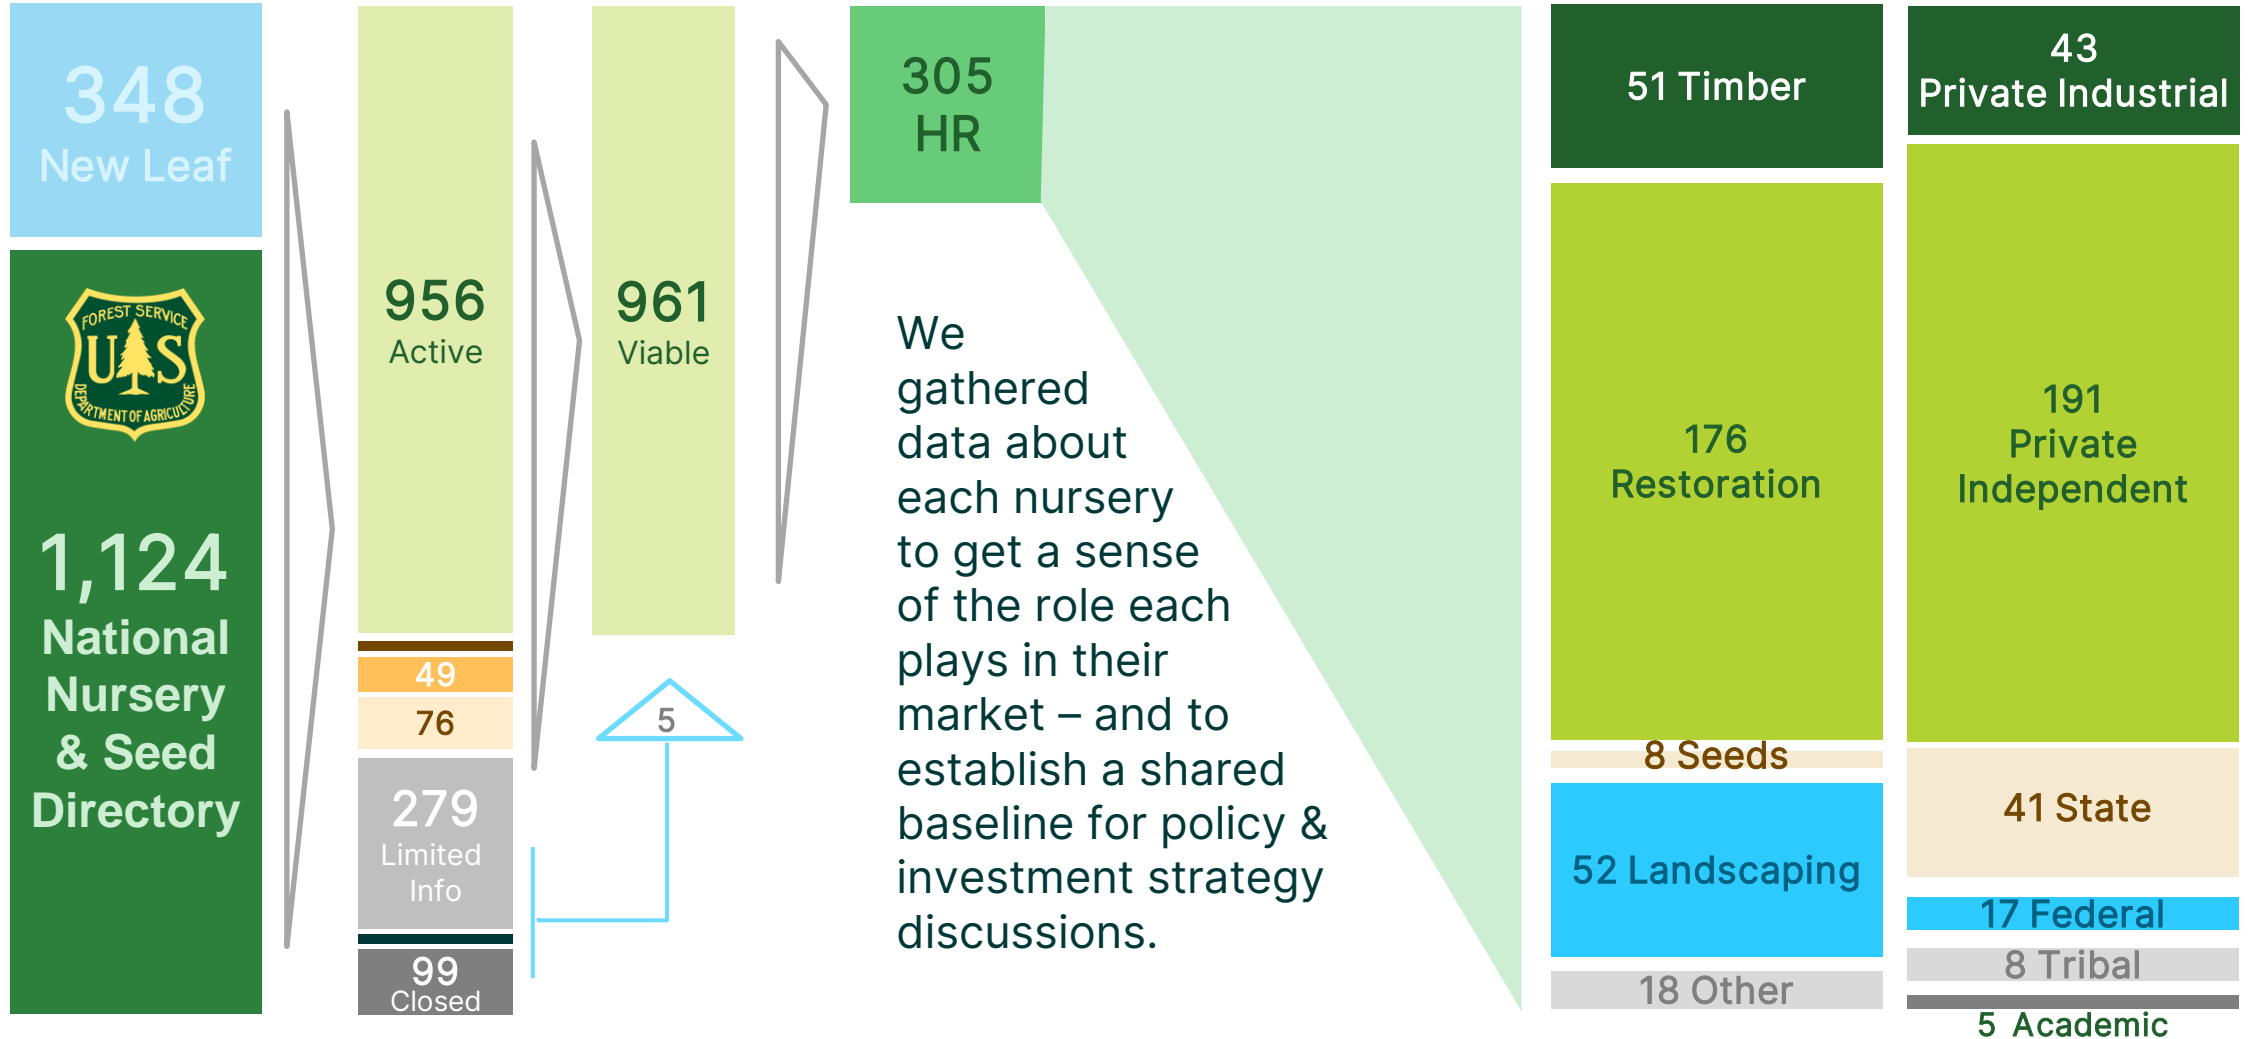 348
New Leaf
FOREST SERVICE
U S
DEPARTMENT OF AGRICULTURE
1,124
National
Nursery
& Seed
Directory
956
Active
49
76
279
Limited
Info
99
Closed
961
Viable
5
305
HR
We
gathered
data about
each nursery
to get a sense
of the role each
plays in their
market – and to
establish a shared
baseline for policy &
investment strategy
discussions.
51 Timber
176
Restoration
8 Seeds
52 Landscaping
18 Other
43
Private Industrial
191
Private
Independent
41 State
17 Federal
8 Tribal
5 Academic